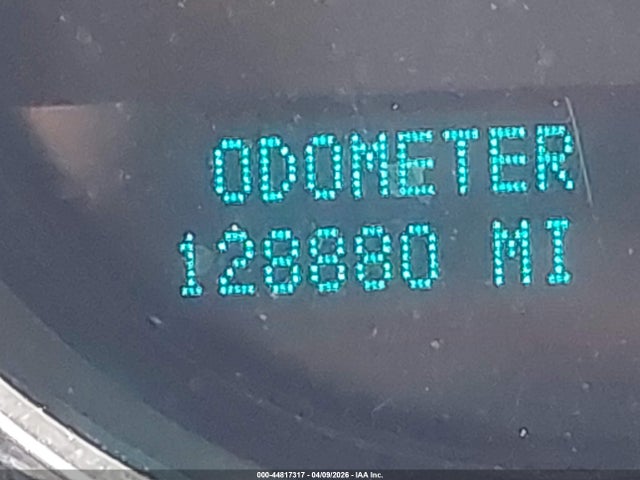 ODOMETER
128880 MI
000-44817317 - 04/09/2026 - IAA Inc.